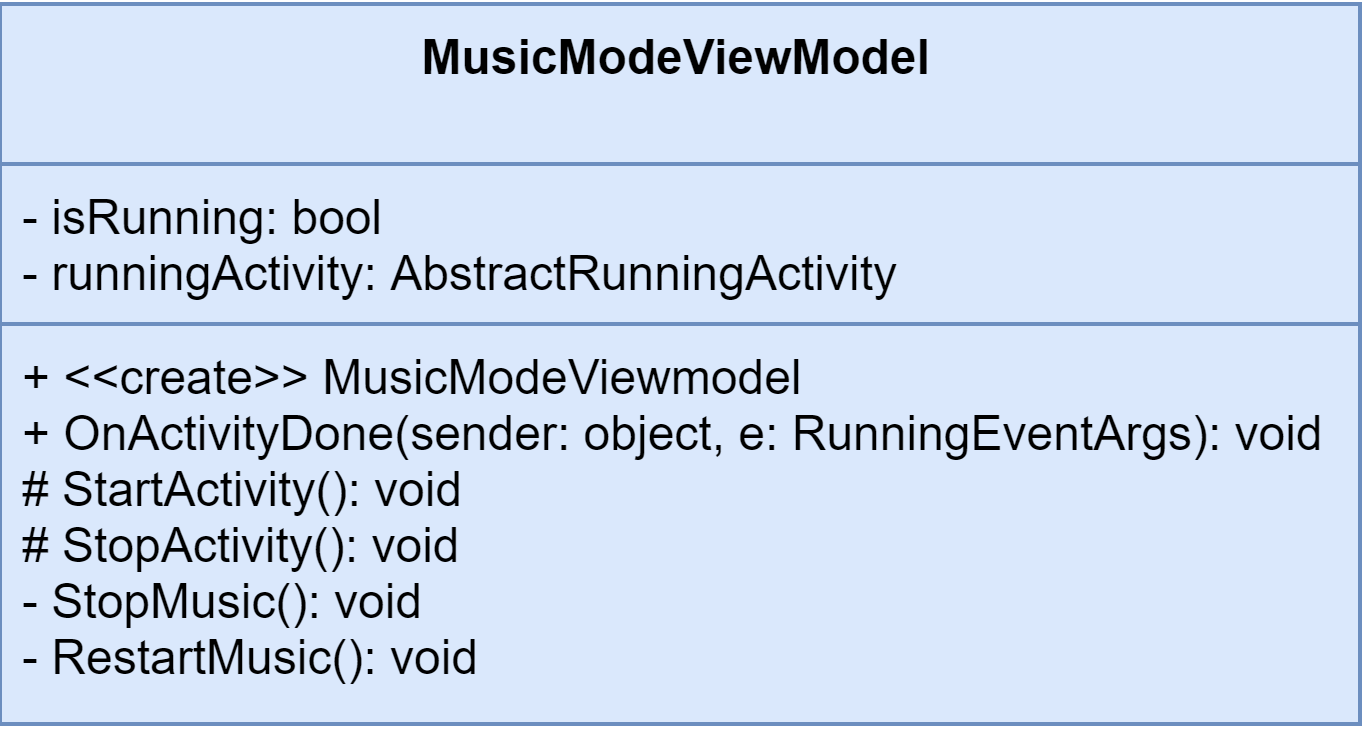 MusicModeViewModel
- isRunning: bool
- runningActivity: AbstractRunningActivity
+ <<create>> MusicModeViewmodel
+ OnActivityDone(sender: object, e: RunningEventArgs): void
# StartActivity(): void
# StopActivity(): void
- StopMusic(): void
- RestartMusic(): void